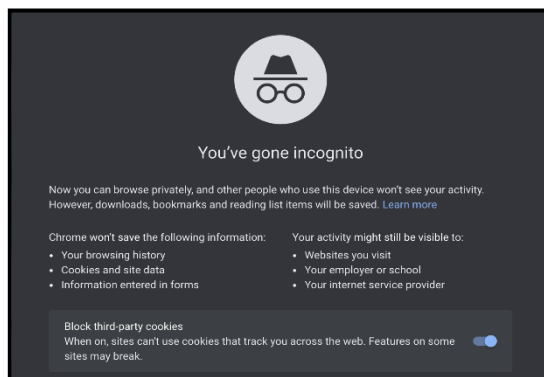 You've gone incognito
Now you can browse privately, and other people who use this device won't see your activity.
However, downloads, bookmarks and reading list items will be saved. Learn more
Chrome won't save the following information:
• Your browsing history
• Cookies and site data
• Information entered in forms
Your activity might still be visible to:
• Websites you visit
• Your employer or school
• Your internet service provider
Block third-party cookies
When on, sites can't use cookies that track you across the web. Features on some
sites may break.